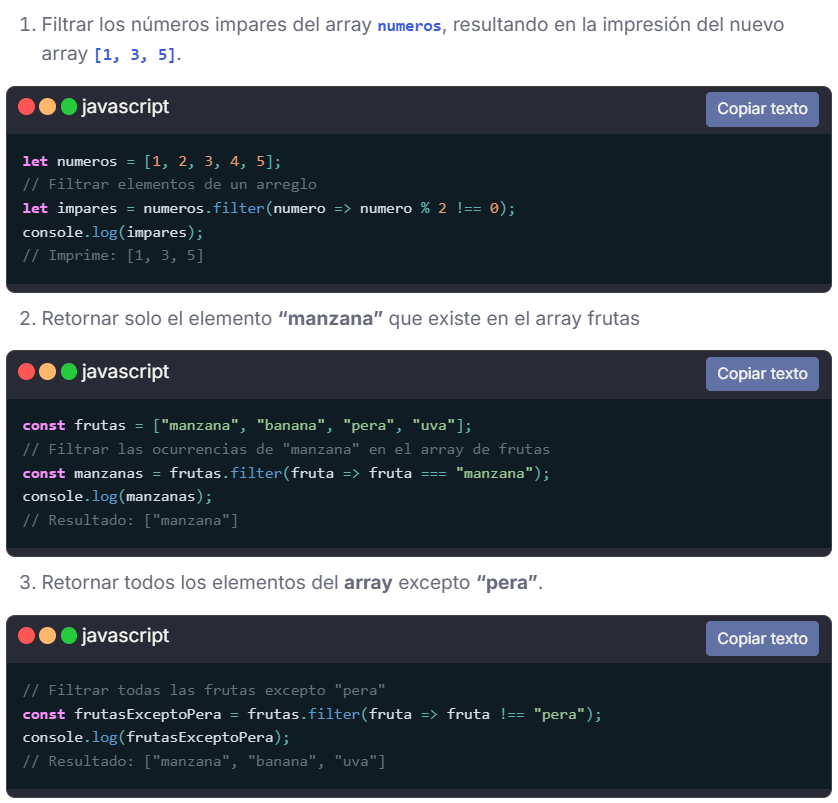 1. Filtrar los números impares del array numeros, resultando en la impresión del nuevo
array [1, 3, 5].
javascript
Copiar texto
let numeros = [1, 2, 3, 4, 5];
// Filtrar elementos de un arreglo
let impares = numeros.filter(numero => numero % 2 !== 0);
console.log(impares);
// Imprime: [1, 3, 5]
2. Retornar solo el elemento “manzana” que existe en el array frutas
javascript
Copiar texto
const frutas = ["manzana", "banana", "pera", "uva"];
// Filtrar las ocurrencias de "manzana" en el array de frutas
const manzanas = frutas.filter(fruta => fruta === "manzana");
console.log(manzanas);
// Resultado: ["manzana"]
3. Retornar todos los elementos del array excepto “pera”.
javascript
Copiar texto
// Filtrar todas las frutas excepto "pera"
const frutasExceptoPera = frutas.filter(fruta => fruta !== "pera");
console.log(frutasExceptoPera);
// Resultado: ["manzana", "banana", "uva"]